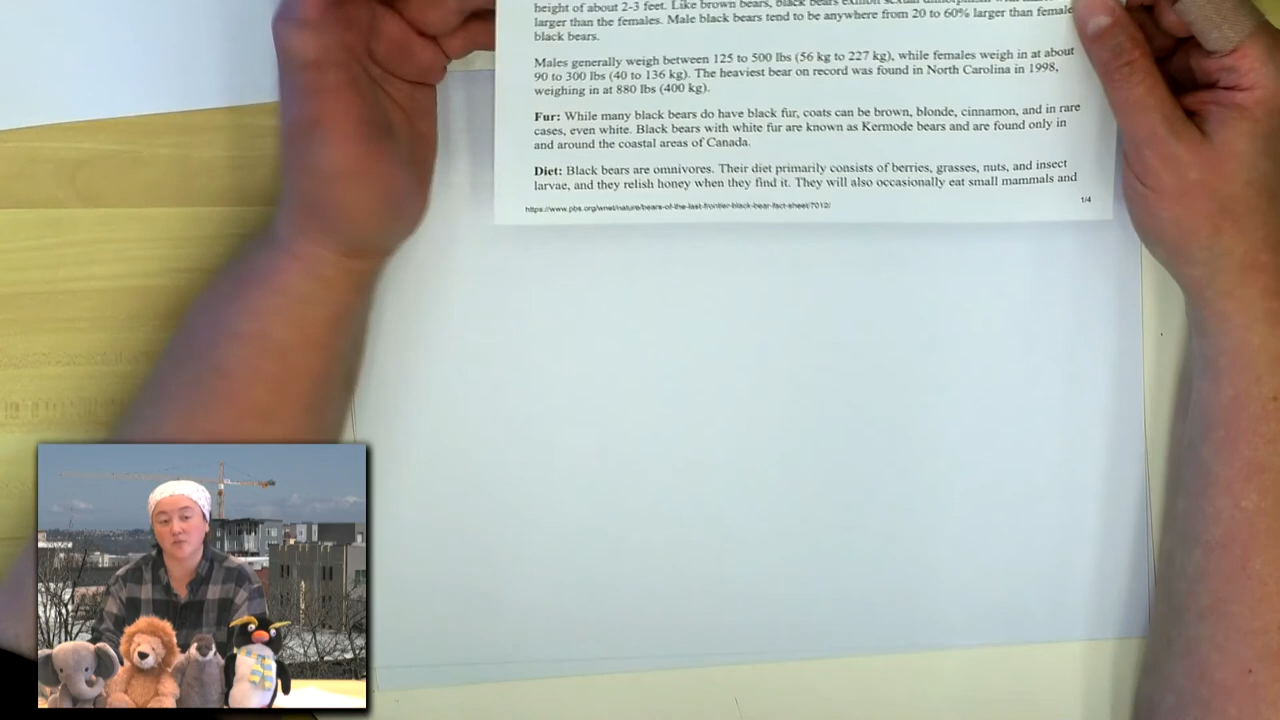 height of about 2-3 feet. Like brown bears, black bears exhibit sexual
larger than the females. Male black bears tend to be anywhere from 20 to 60% larger than female
black bears.
Males generally weigh between 125 to 500 lbs (56 kg to 227 kg), while females weigh in at about
90 to 300 lbs (40 to 136 kg). The heaviest bear on record was found in North Carolina in 1998,
weighing in at 880 lbs (400 kg).
Fur: While many black bears do have black fur, coats can be brown, blonde, cinnamon, and in rare
cases, even white. Black bears with white fur are known as Kermode bears and are found only in
and around the coastal areas of Canada.
Diet: Black bears are omnivores. Their diet primarily consists of berries, grasses, nuts, and insect
larvae, and they relish honey when they find it. They will also occasionally eat small mammals and
https://www.pbs.org/wnet/nature/bears-of-the-last-frontier-black-bear-fact-sheet/7012/
1/4